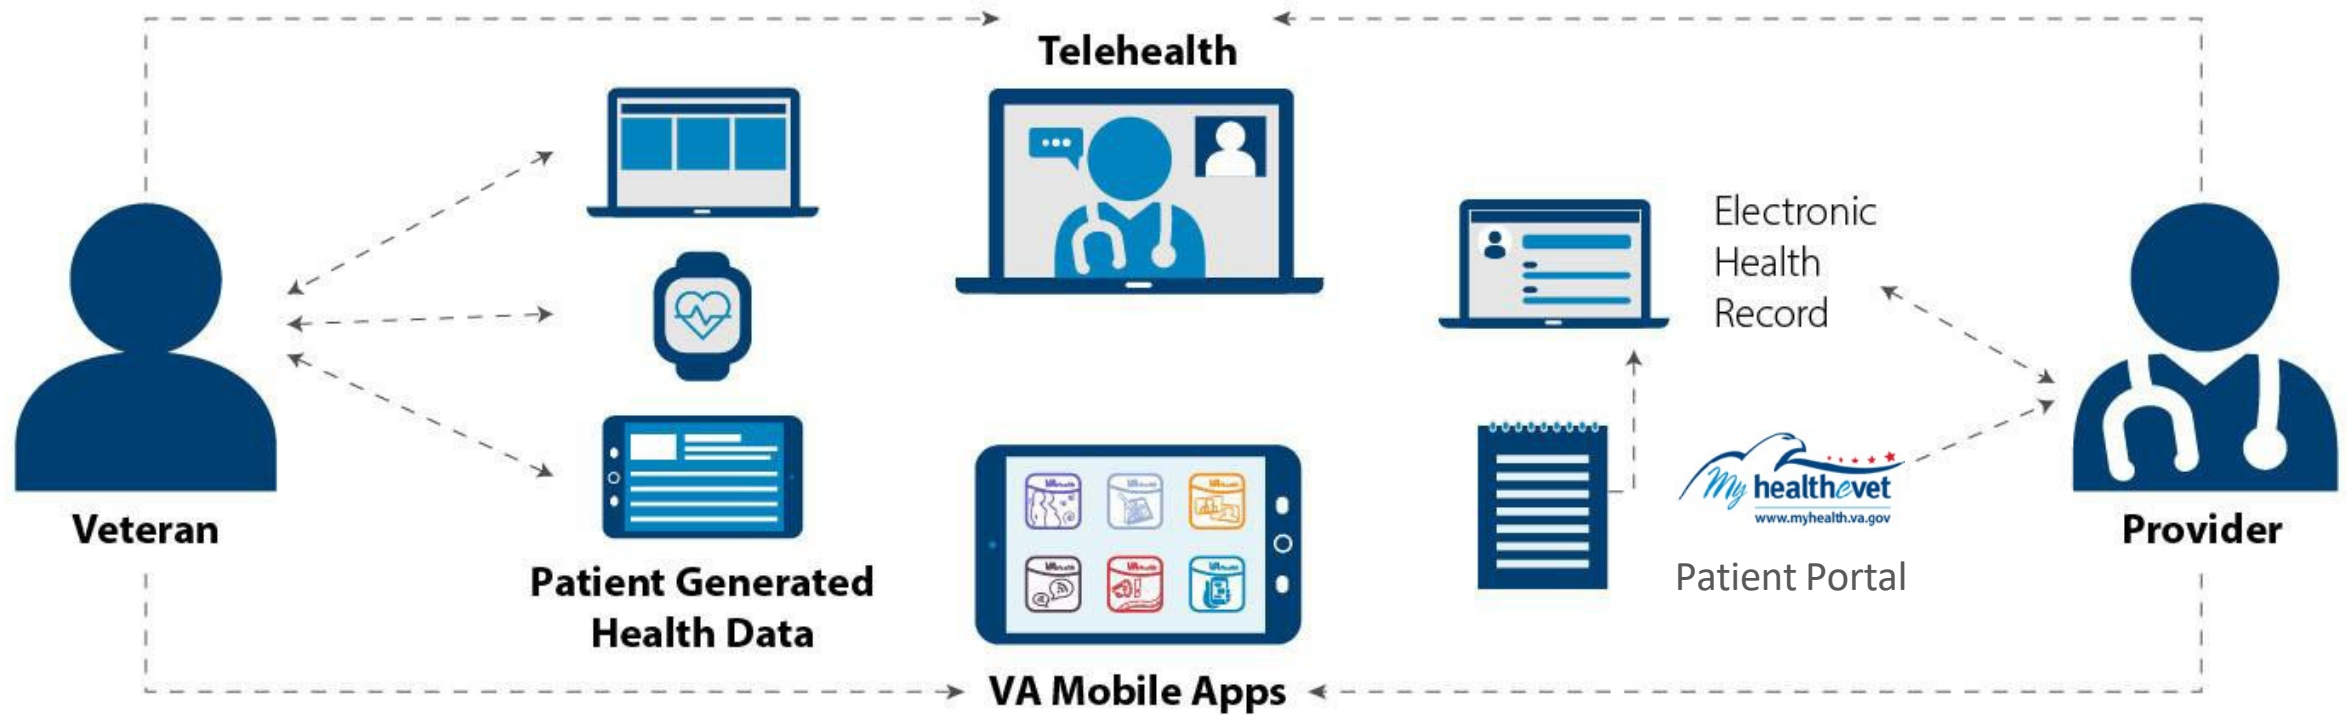 Telehealth
Electronic
Health
Record
Veteran
Patient Generated
Health Data
My healthevet
www.myhealth.va.gov
Patient Portal
Provider
VA Mobile Apps